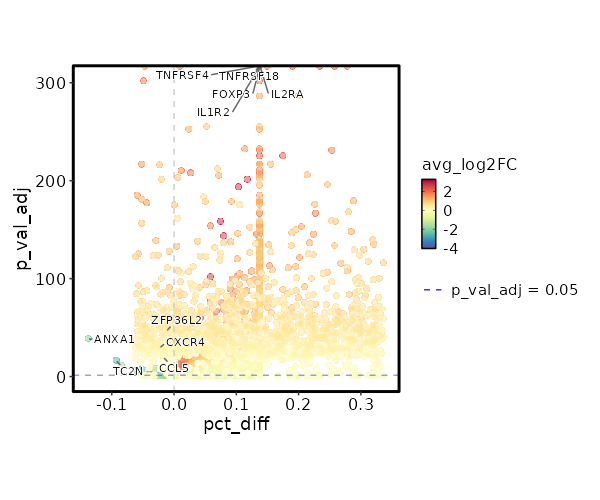 300
200
100
0
p_val_adj
-0.1
0.0
0.1
0.2
0.3
pct_diff
TNFRSF4
TNFRSF18
FOXP3
IL2RA
IL1R2
ZFP36L2
ANXA1
CXCR4
TC2N
CCL5
avg_log2FC
2
0
-2
-4
p_val_adj = 0.05